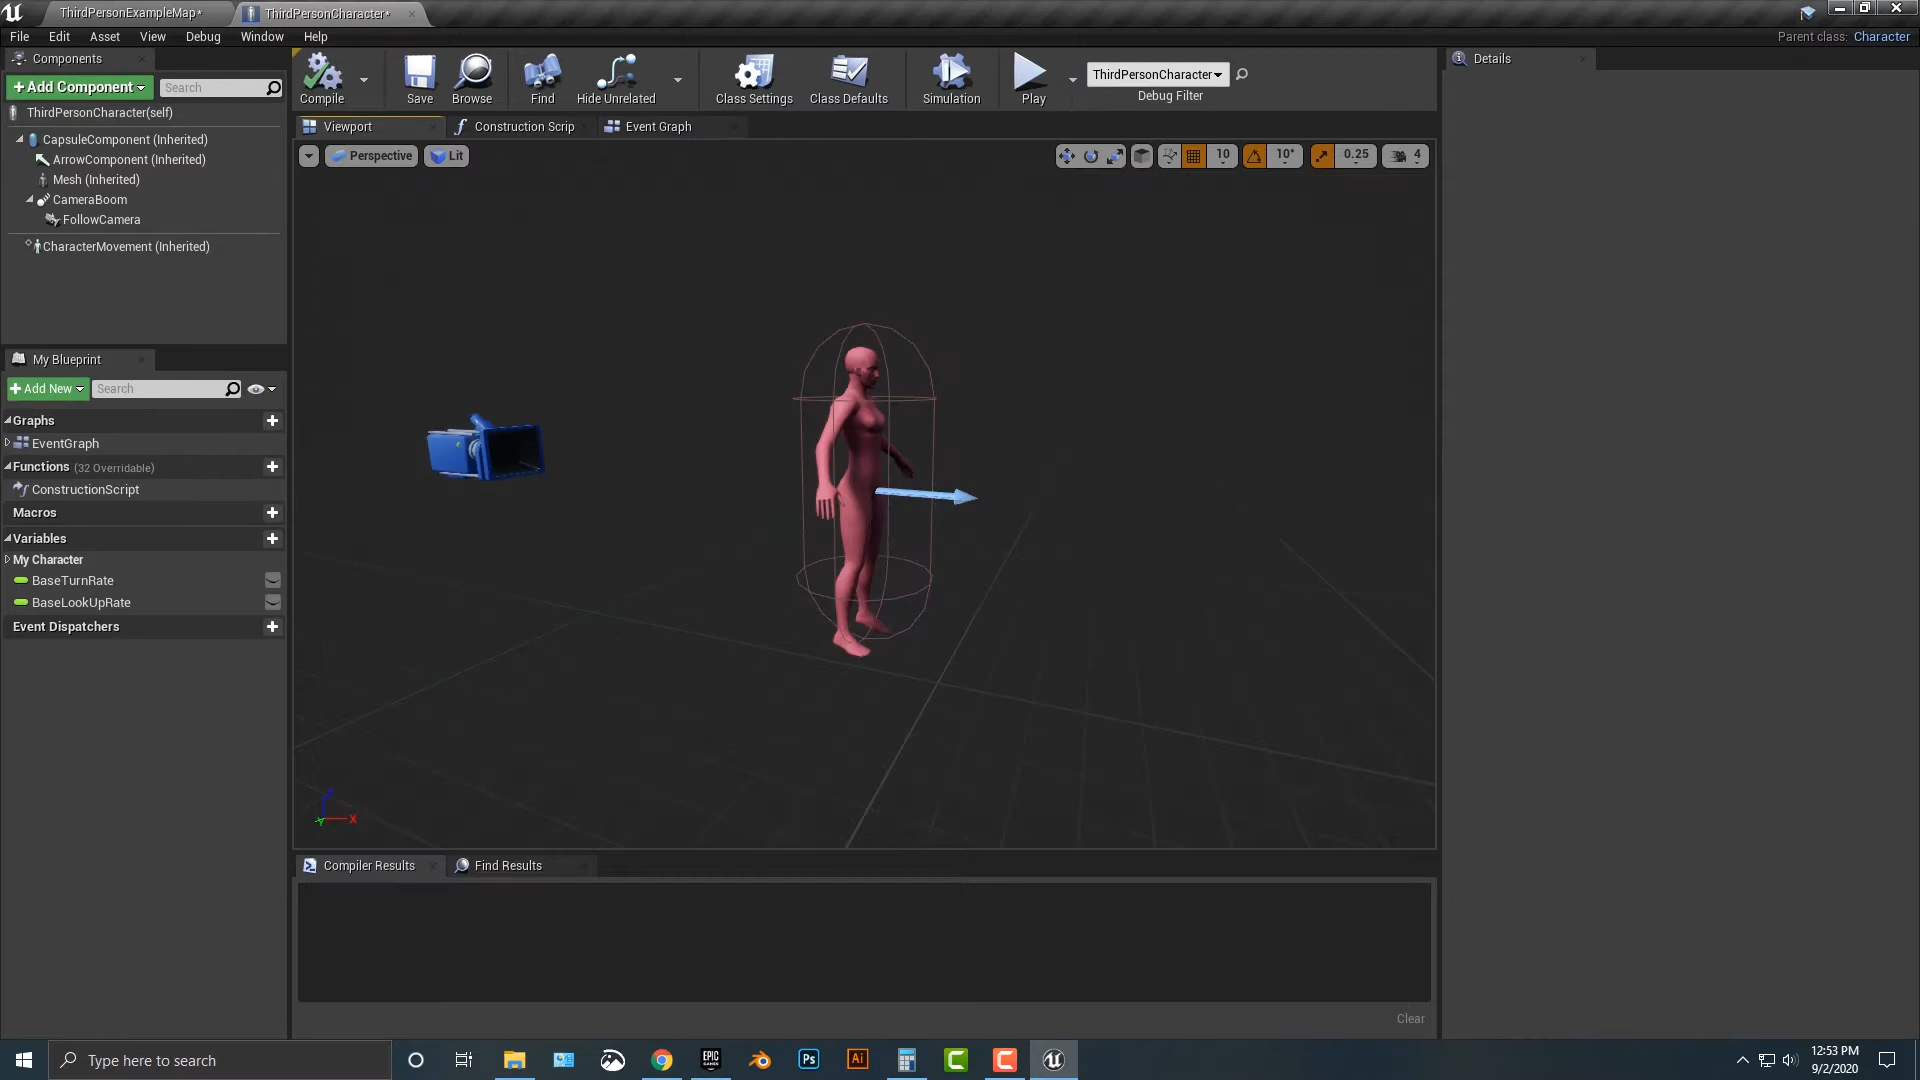 ThirdPersonExampleMap*
ThirdPersonCharacter*
File Edit Asset View Debug Window Help
Parent class: Character
Components
+Add Component
Search
ThirdPersonCharacter(self)
CapsuleComponent (Inherited)
ArrowComponent (Inherited)
Mesh (Inherited)
CameraBoom
FollowCamera
CharacterMovement (Inherited)
Compile
Save
Browse
Find
Hide Unrelated
Class Settings
Class Defaults
Simulation
Play
ThirdPersonCharacter
Debug Filter
Viewport
Construction Scrip
Event Graph
Perspective
Lit
10
10°
0.25
4
Z
Y
X
Details
My Blueprint
+Add New
Search
Graphs
EventGraph
Functions (32 Overridable)
ConstructionScript
Macros
Variables
My Character
BaseTurnRate
BaseLookUpRate
Event Dispatchers
Compiler Results
Find Results
Clear
Type here to search
EPIC
GAMES
Ps
Ai
12:53 PM
9/2/2020